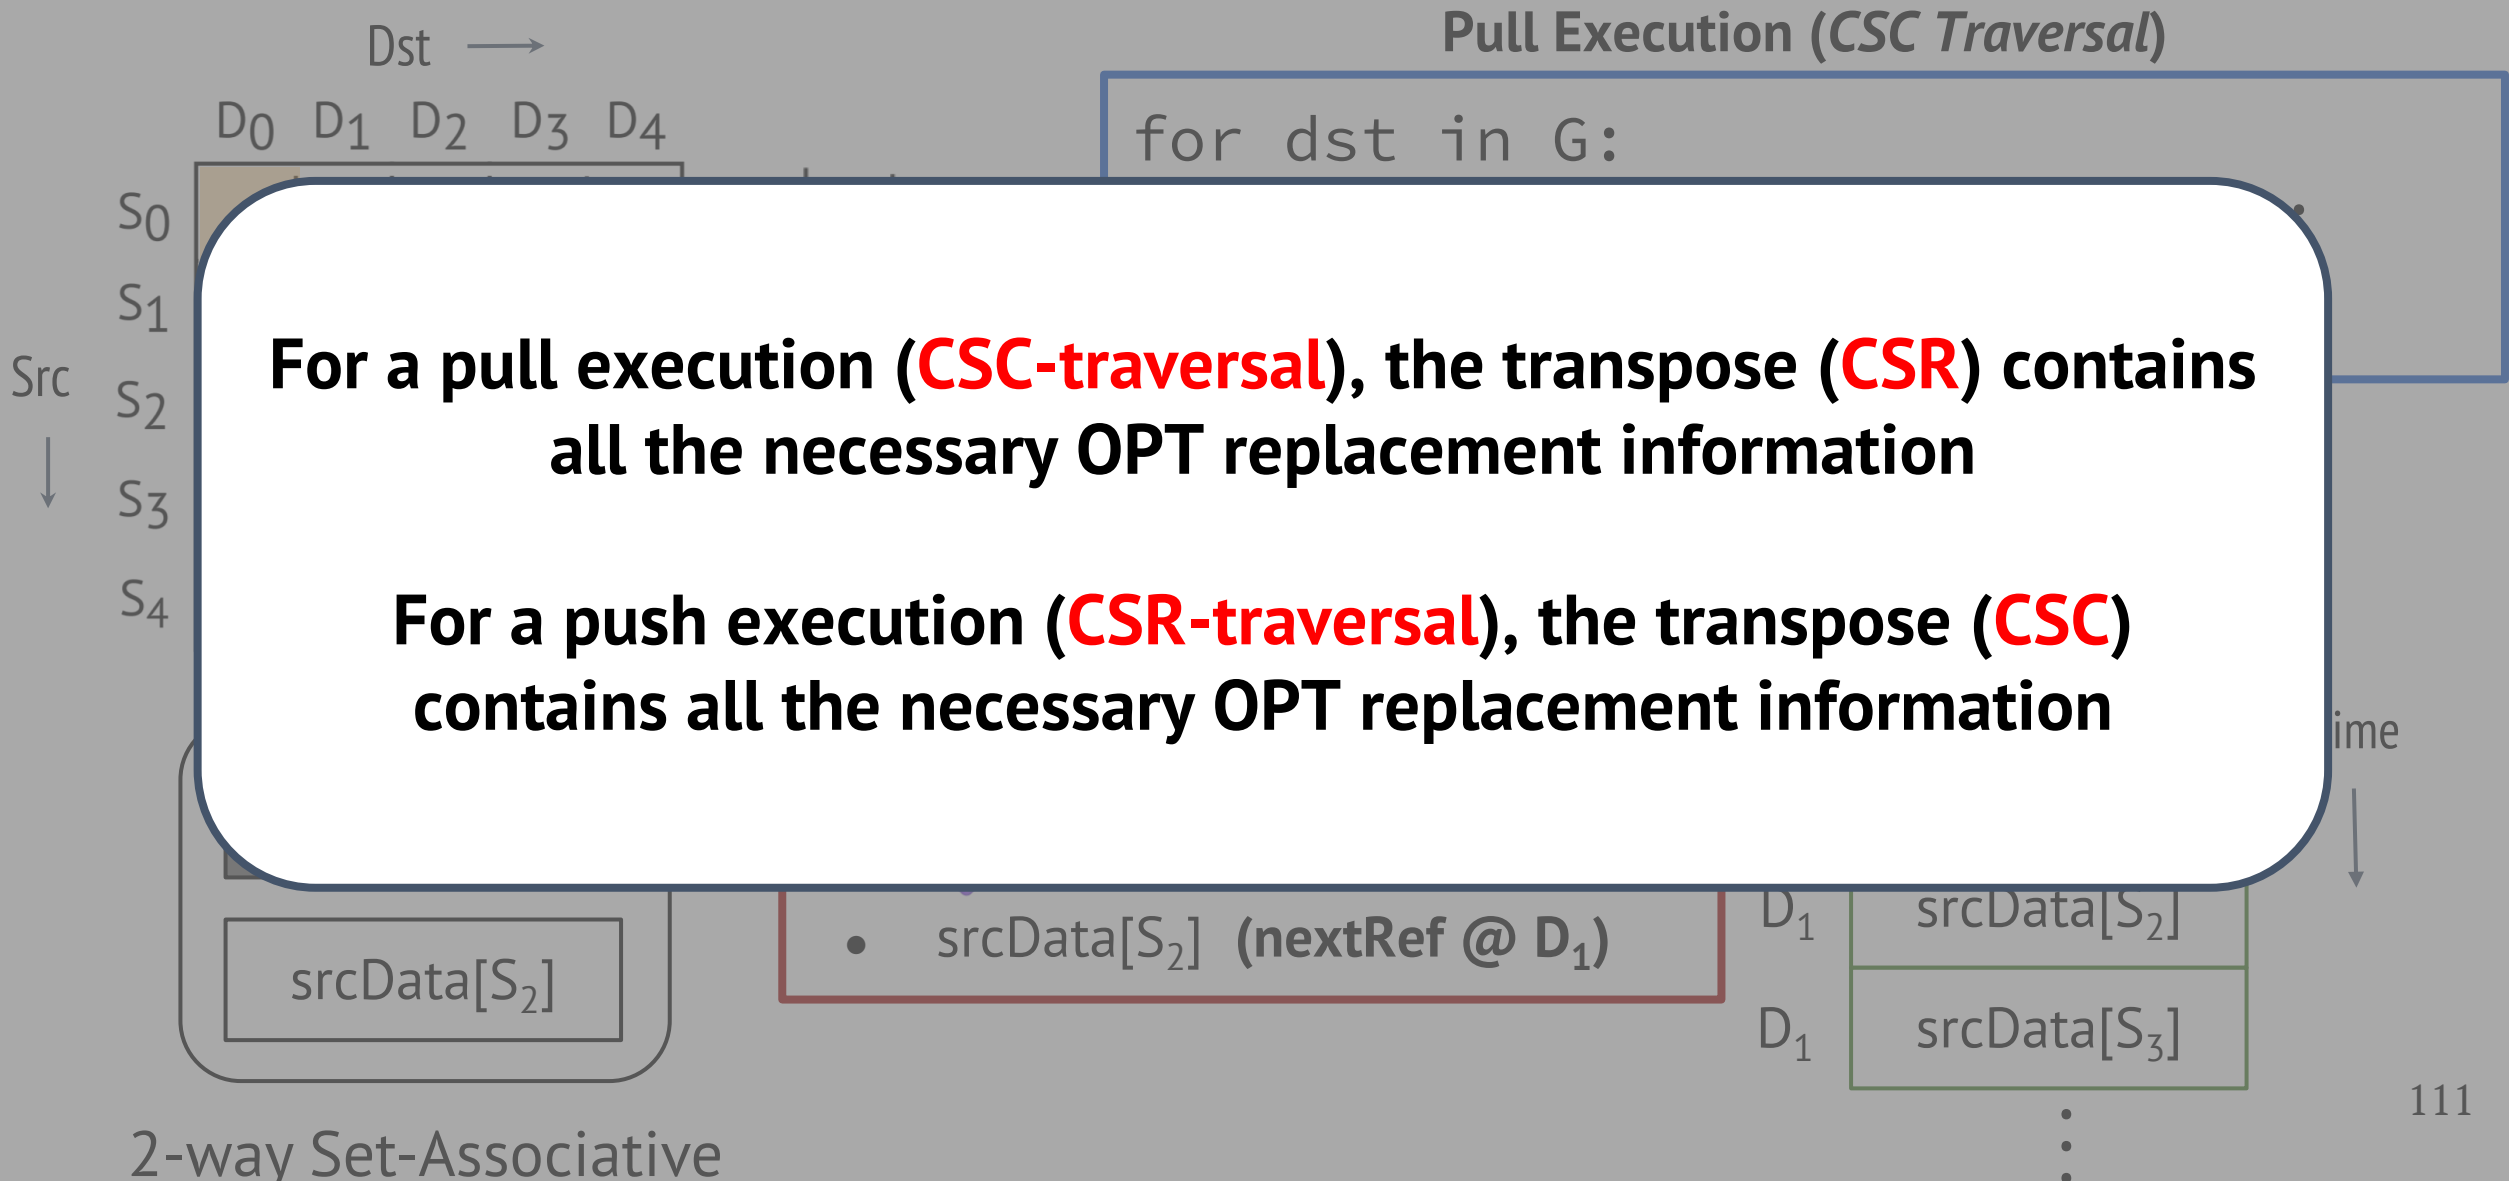 Pull Execution (CSC Traversal)
Dst
D0 D1 D2 D3 D4
for dst in G:
S0
S1
Src
S2
S3
S4
For a pull execution (CSC-traversal), the transpose (CSR) contains
all the necessary OPT replacement information
For a push execution (CSR-traversal), the transpose (CSC)
contains all the necessary OPT replacement information
ime
D1 srcData[S2]
• srcData[S2] (nextRef @ D1)
srcData[S2]
D1 srcData[S3]
111
2-way Set-Associative